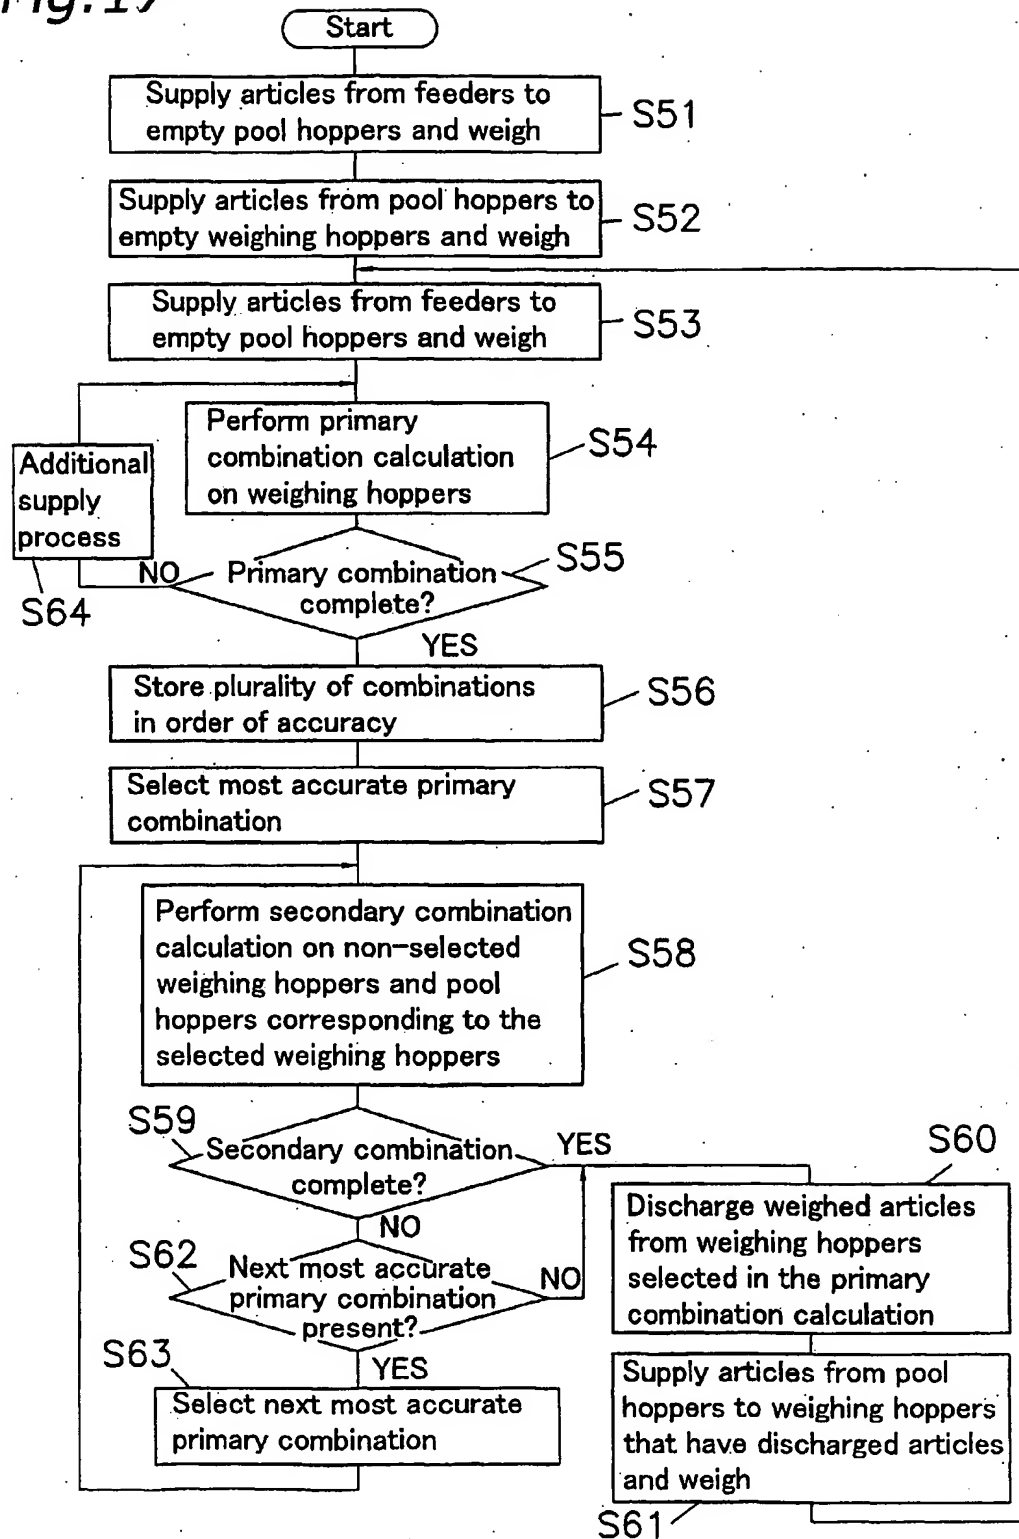 Fig. 19
Start
Supply articles from feeders to
empty pool hoppers and weigh
S51
Supply articles from pool hoppers to
empty weighing hoppers and weigh
S52
Supply articles from feeders to
empty pool hoppers and weigh
S53
Perform primary
combination calculation
on weighing hoppers
S54
Additional
supply
process
S64
NO
Primary combination
complete?
S55
YES
Store plurality of combinations
in order of accuracy
S56
Select most accurate primary
combination
S57
Perform secondary combination
calculation on non-selected
weighing hoppers and pool
hoppers corresponding to the
selected weighing hoppers
S58
S59
Secondary combination
complete?
YES
NO
S62
Next most accurate
primary combination
present?
NO
YES
S63
Select next most accurate
primary combination
S60
Discharge weighed articles
from weighing hoppers
selected in the primary
combination calculation
Supply articles from pool
hoppers to weighing hoppers
that have discharged articles
and weigh
S61